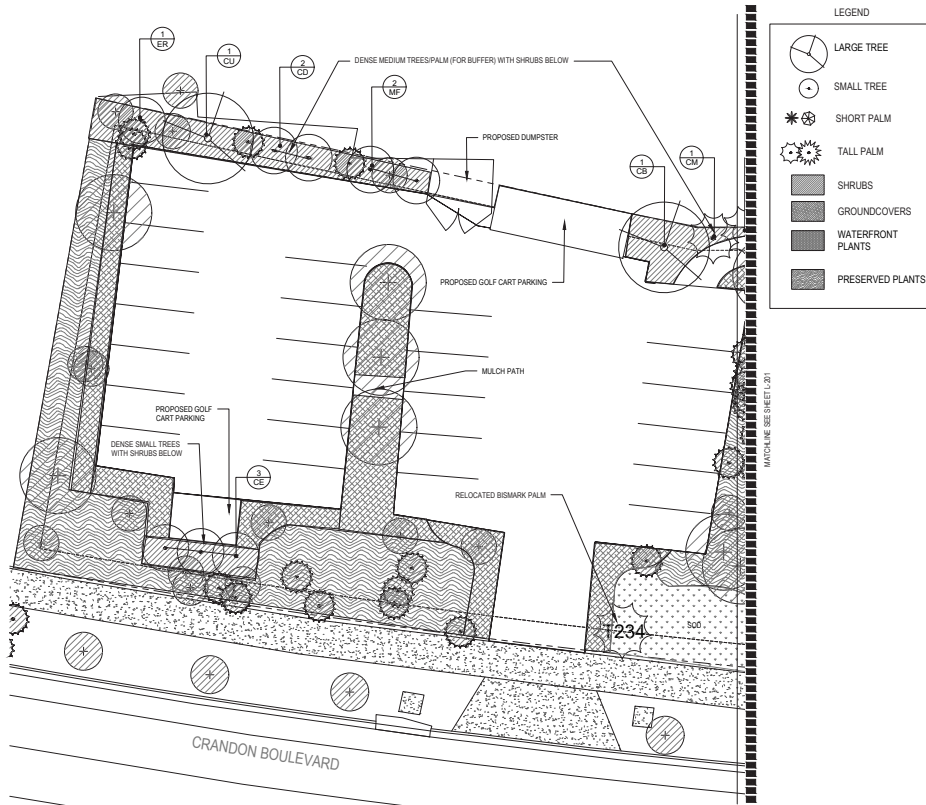 LEGEND
LARGE TREE
SMALL TREE
SHORT PALM
TALL PALM
SHRUBS
GROUNDCOVERS
WATERFRONT
PLANTS
PRESERVED PLANTS
1
ER
1
CU
2
CD
DENSE MEDIUM TREES/PALM (FOR BUFFER) WITH SHRUBS BELOW
2
MF
PROPOSED DUMPSTER
1
CB
1
CM
PROPOSED GOLF CART PARKING
MULCH PATH
MATCHLINE, SEE SHEET L-201
PROPOSED GOLF
CART PARKING
DENSE SMALL TREES
WITH SHRUBS BELOW
3
CE
RELOCATED BISMARK PALM
T234
SOD
CRANDON BOULEVARD